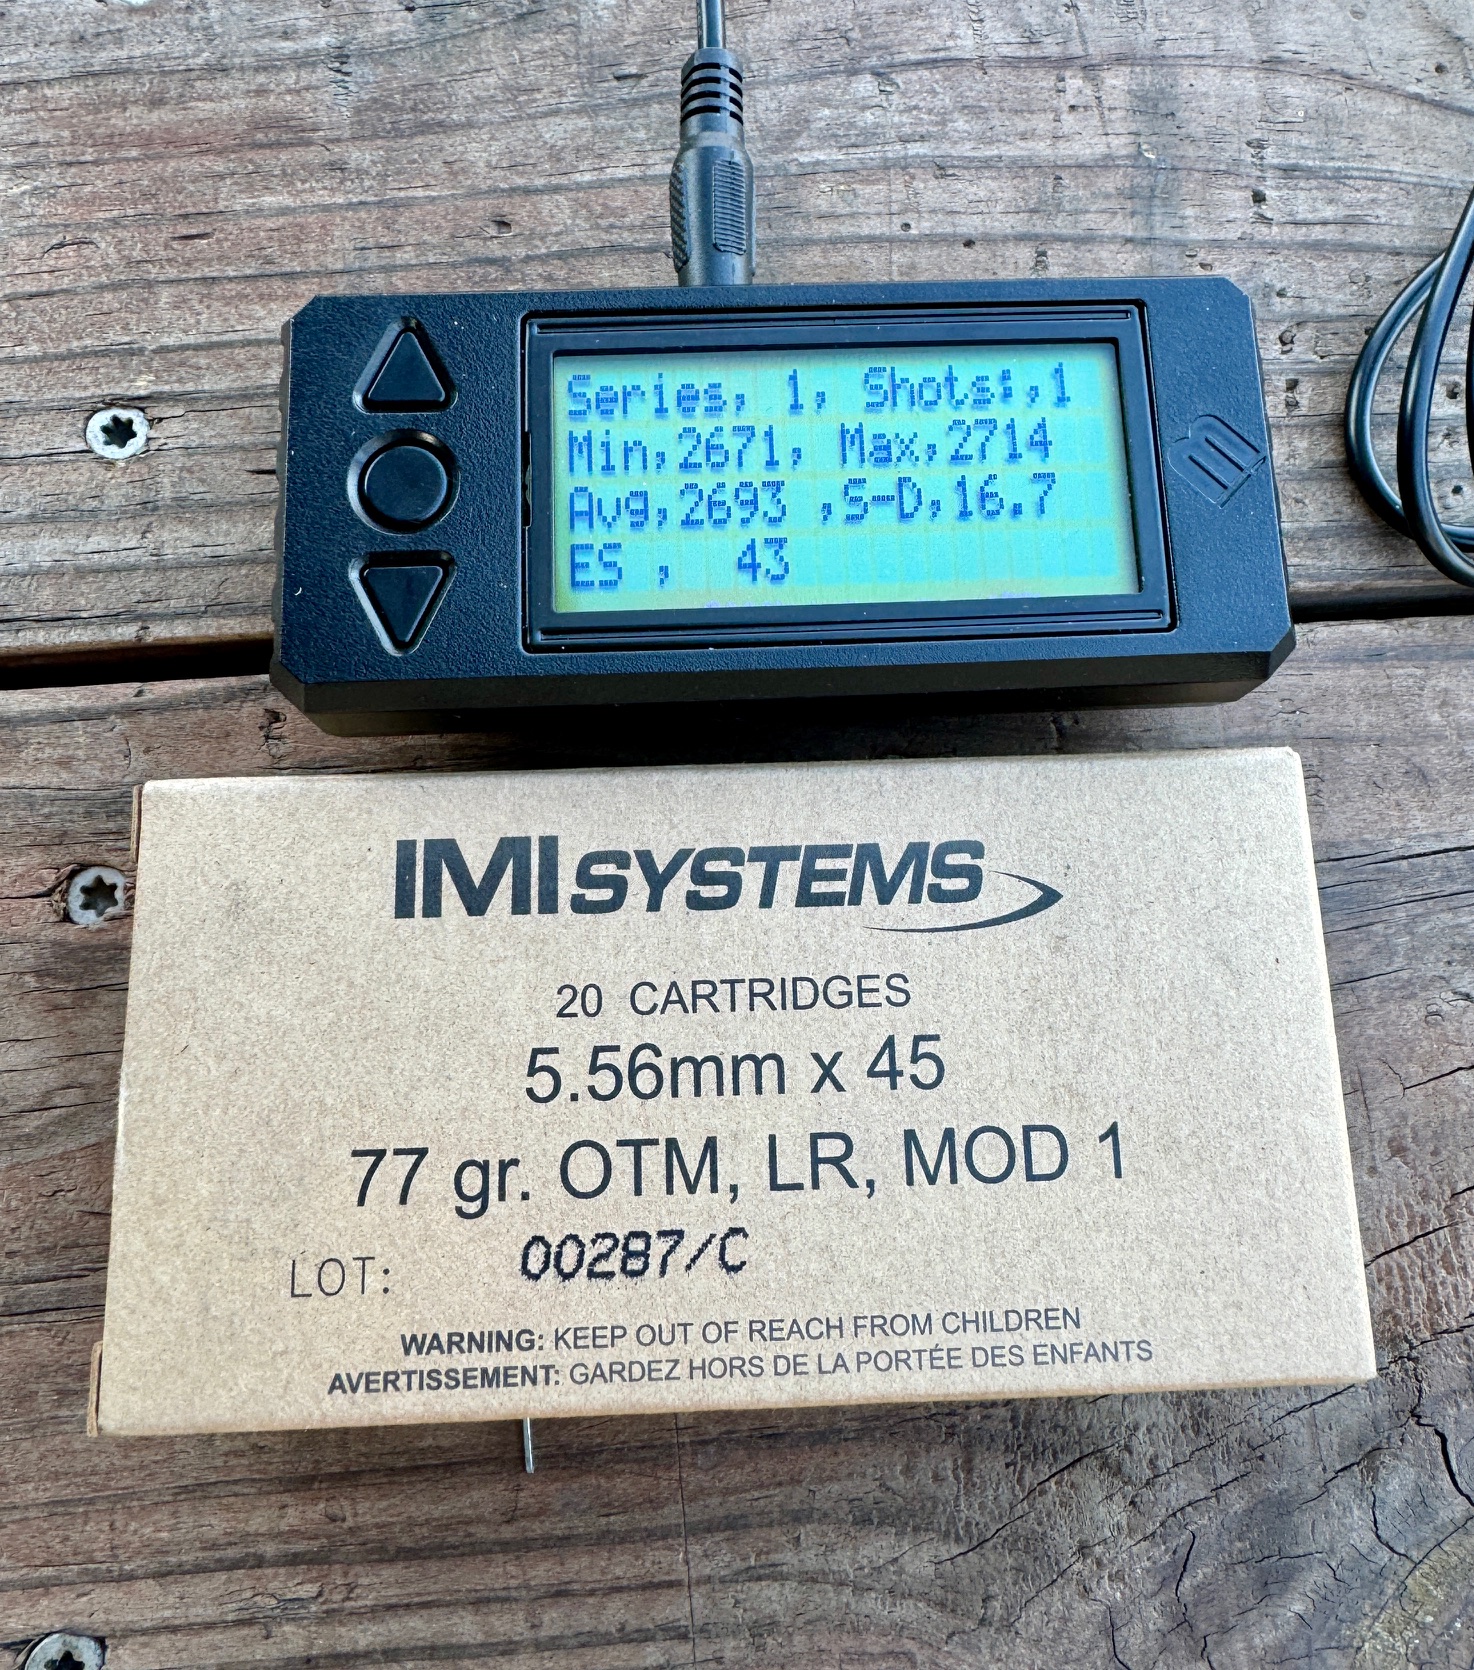 Series, 1, Shots:,1
Min,2671, Max,2714
Avg,2693 ,S-D,16.7
ES , 43
IMI SYSTEMS
20 CARTRIDGES
5.56mm x 45
77 gr. OTM, LR, MOD 1
LOT: 00287/C
WARNING: KEEP OUT OF REACH FROM CHILDREN
AVERTISSEMENT: GARDEZ HORS DE LA PORTÉE DES ENFANTS